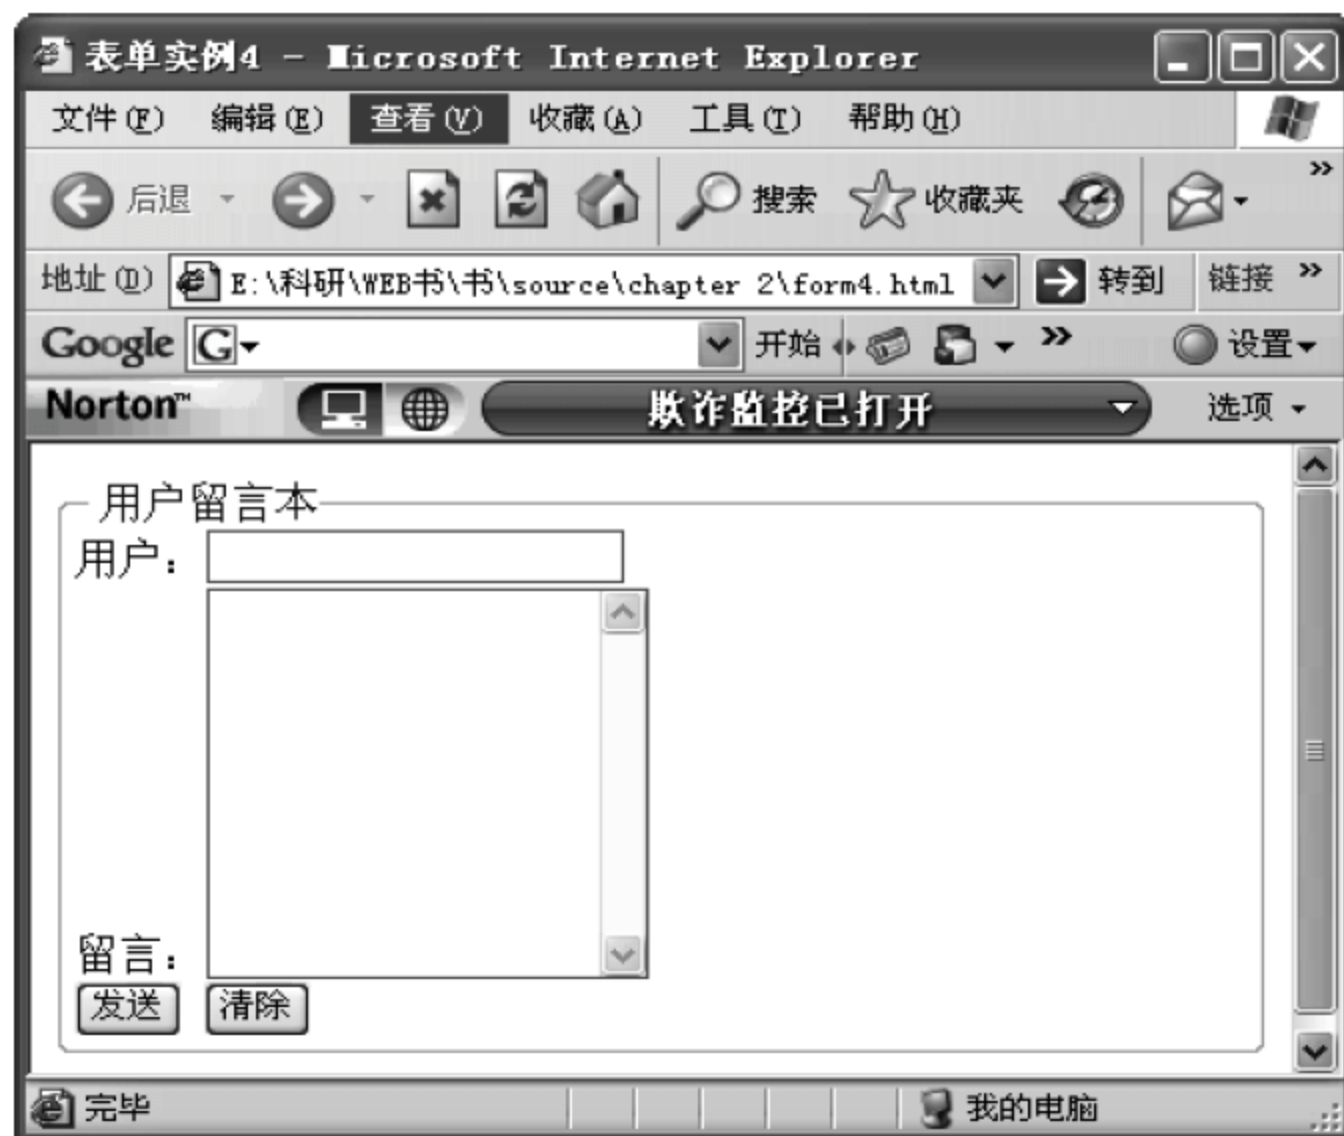 表单实例4 - Microsoft Internet Explorer
文件(F) 编辑(E) 查看(V) 收藏(A) 工具(T) 帮助(H)
后退 搜索 收藏夹 »
地址(D) E:\科研\WEB书\书\source\chapter 2\form4.html 转到 链接 »
Google G 开始 » 设置
Norton™ 欺诈监控已打开 选项
用户留言本
用户：
留言：
发送 清除
完毕 我的电脑